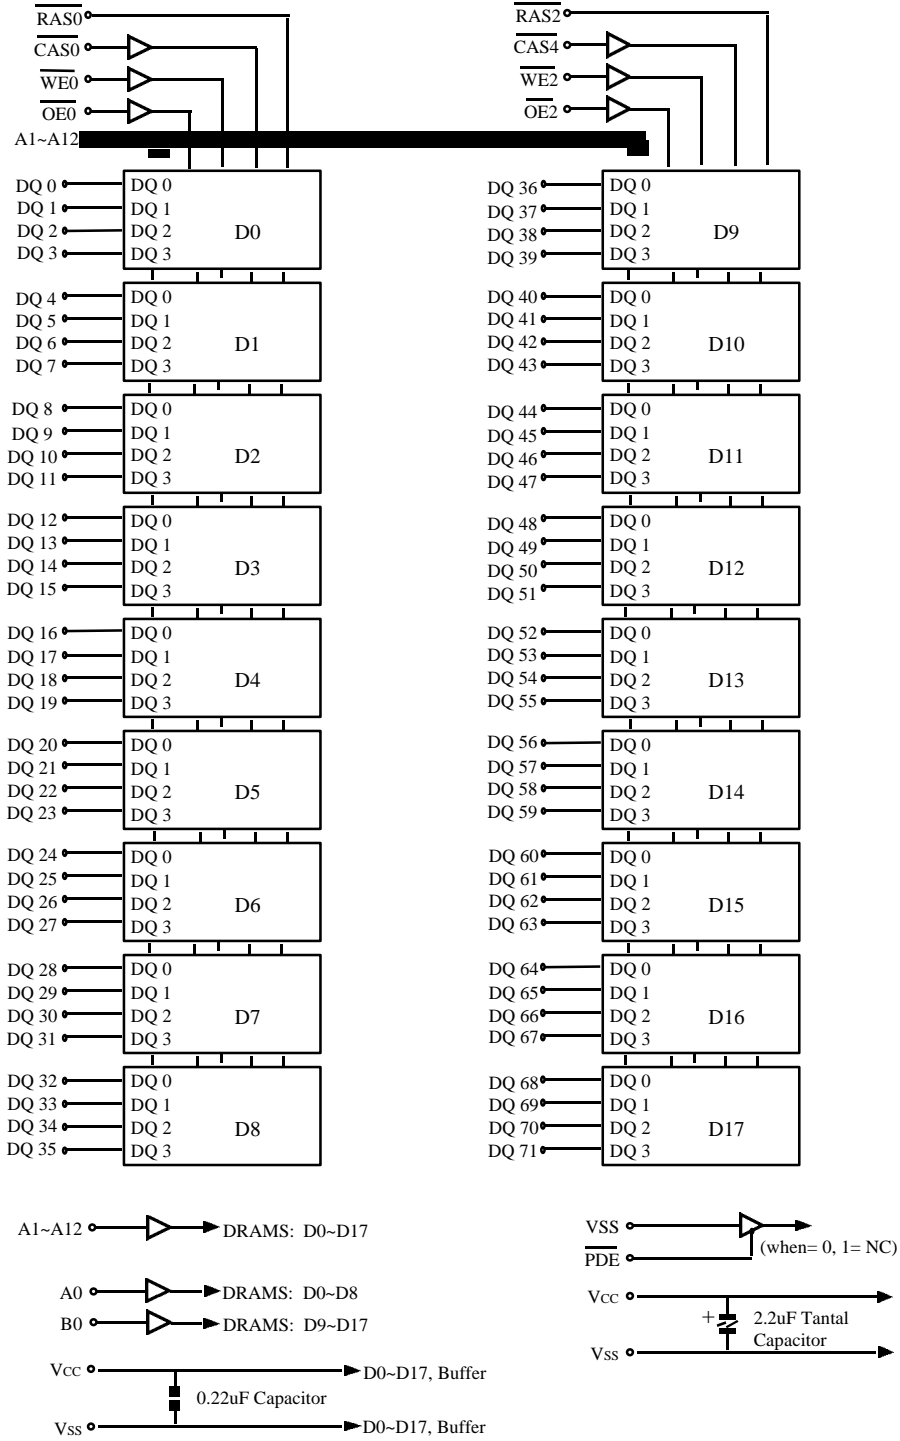 RAS0
CAS0
WE0
OE0
A1~A12
RAS2
CAS4
WE2
OE2
DQ 0 DQ 0
DQ 1 DQ 1
DQ 2 DQ 2 D0
DQ 3 DQ 3
DQ 4 DQ 0
DQ 5 DQ 1
DQ 6 DQ 2 D1
DQ 7 DQ 3
DQ 8 DQ 0
DQ 9 DQ 1
DQ 10 DQ 2 D2
DQ 11 DQ 3
DQ 12 DQ 0
DQ 13 DQ 1
DQ 14 DQ 2 D3
DQ 15 DQ 3
DQ 16 DQ 0
DQ 17 DQ 1
DQ 18 DQ 2 D4
DQ 19 DQ 3
DQ 20 DQ 0
DQ 21 DQ 1
DQ 22 DQ 2 D5
DQ 23 DQ 3
DQ 24 DQ 0
DQ 25 DQ 1
DQ 26 DQ 2 D6
DQ 27 DQ 3
DQ 28 DQ 0
DQ 29 DQ 1
DQ 30 DQ 2 D7
DQ 31 DQ 3
DQ 32 DQ 0
DQ 33 DQ 1
DQ 34 DQ 2 D8
DQ 35 DQ 3
DQ 36 DQ 0
DQ 37 DQ 1
DQ 38 DQ 2 D9
DQ 39 DQ 3
DQ 40 DQ 0
DQ 41 DQ 1
DQ 42 DQ 2 D10
DQ 43 DQ 3
DQ 44 DQ 0
DQ 45 DQ 1
DQ 46 DQ 2 D11
DQ 47 DQ 3
DQ 48 DQ 0
DQ 49 DQ 1
DQ 50 DQ 2 D12
DQ 51 DQ 3
DQ 52 DQ 0
DQ 53 DQ 1
DQ 54 DQ 2 D13
DQ 55 DQ 3
DQ 56 DQ 0
DQ 57 DQ 1
DQ 58 DQ 2 D14
DQ 59 DQ 3
DQ 60 DQ 0
DQ 61 DQ 1
DQ 62 DQ 2 D15
DQ 63 DQ 3
DQ 64 DQ 0
DQ 65 DQ 1
DQ 66 DQ 2 D16
DQ 67 DQ 3
DQ 68 DQ 0
DQ 69 DQ 1
DQ 70 DQ 2 D17
DQ 71 DQ 3
A1~A12 DRAMS: D0~D17
A0 DRAMS: D0~D8
B0 DRAMS: D9~D17
VCC D0~D17, Buffer
0.22uF Capacitor
VSS D0~D17, Buffer
VSS
(when= 0, 1= NC)
PDE
VCC
+ 2.2uF Tantal
Capacitor
VSS